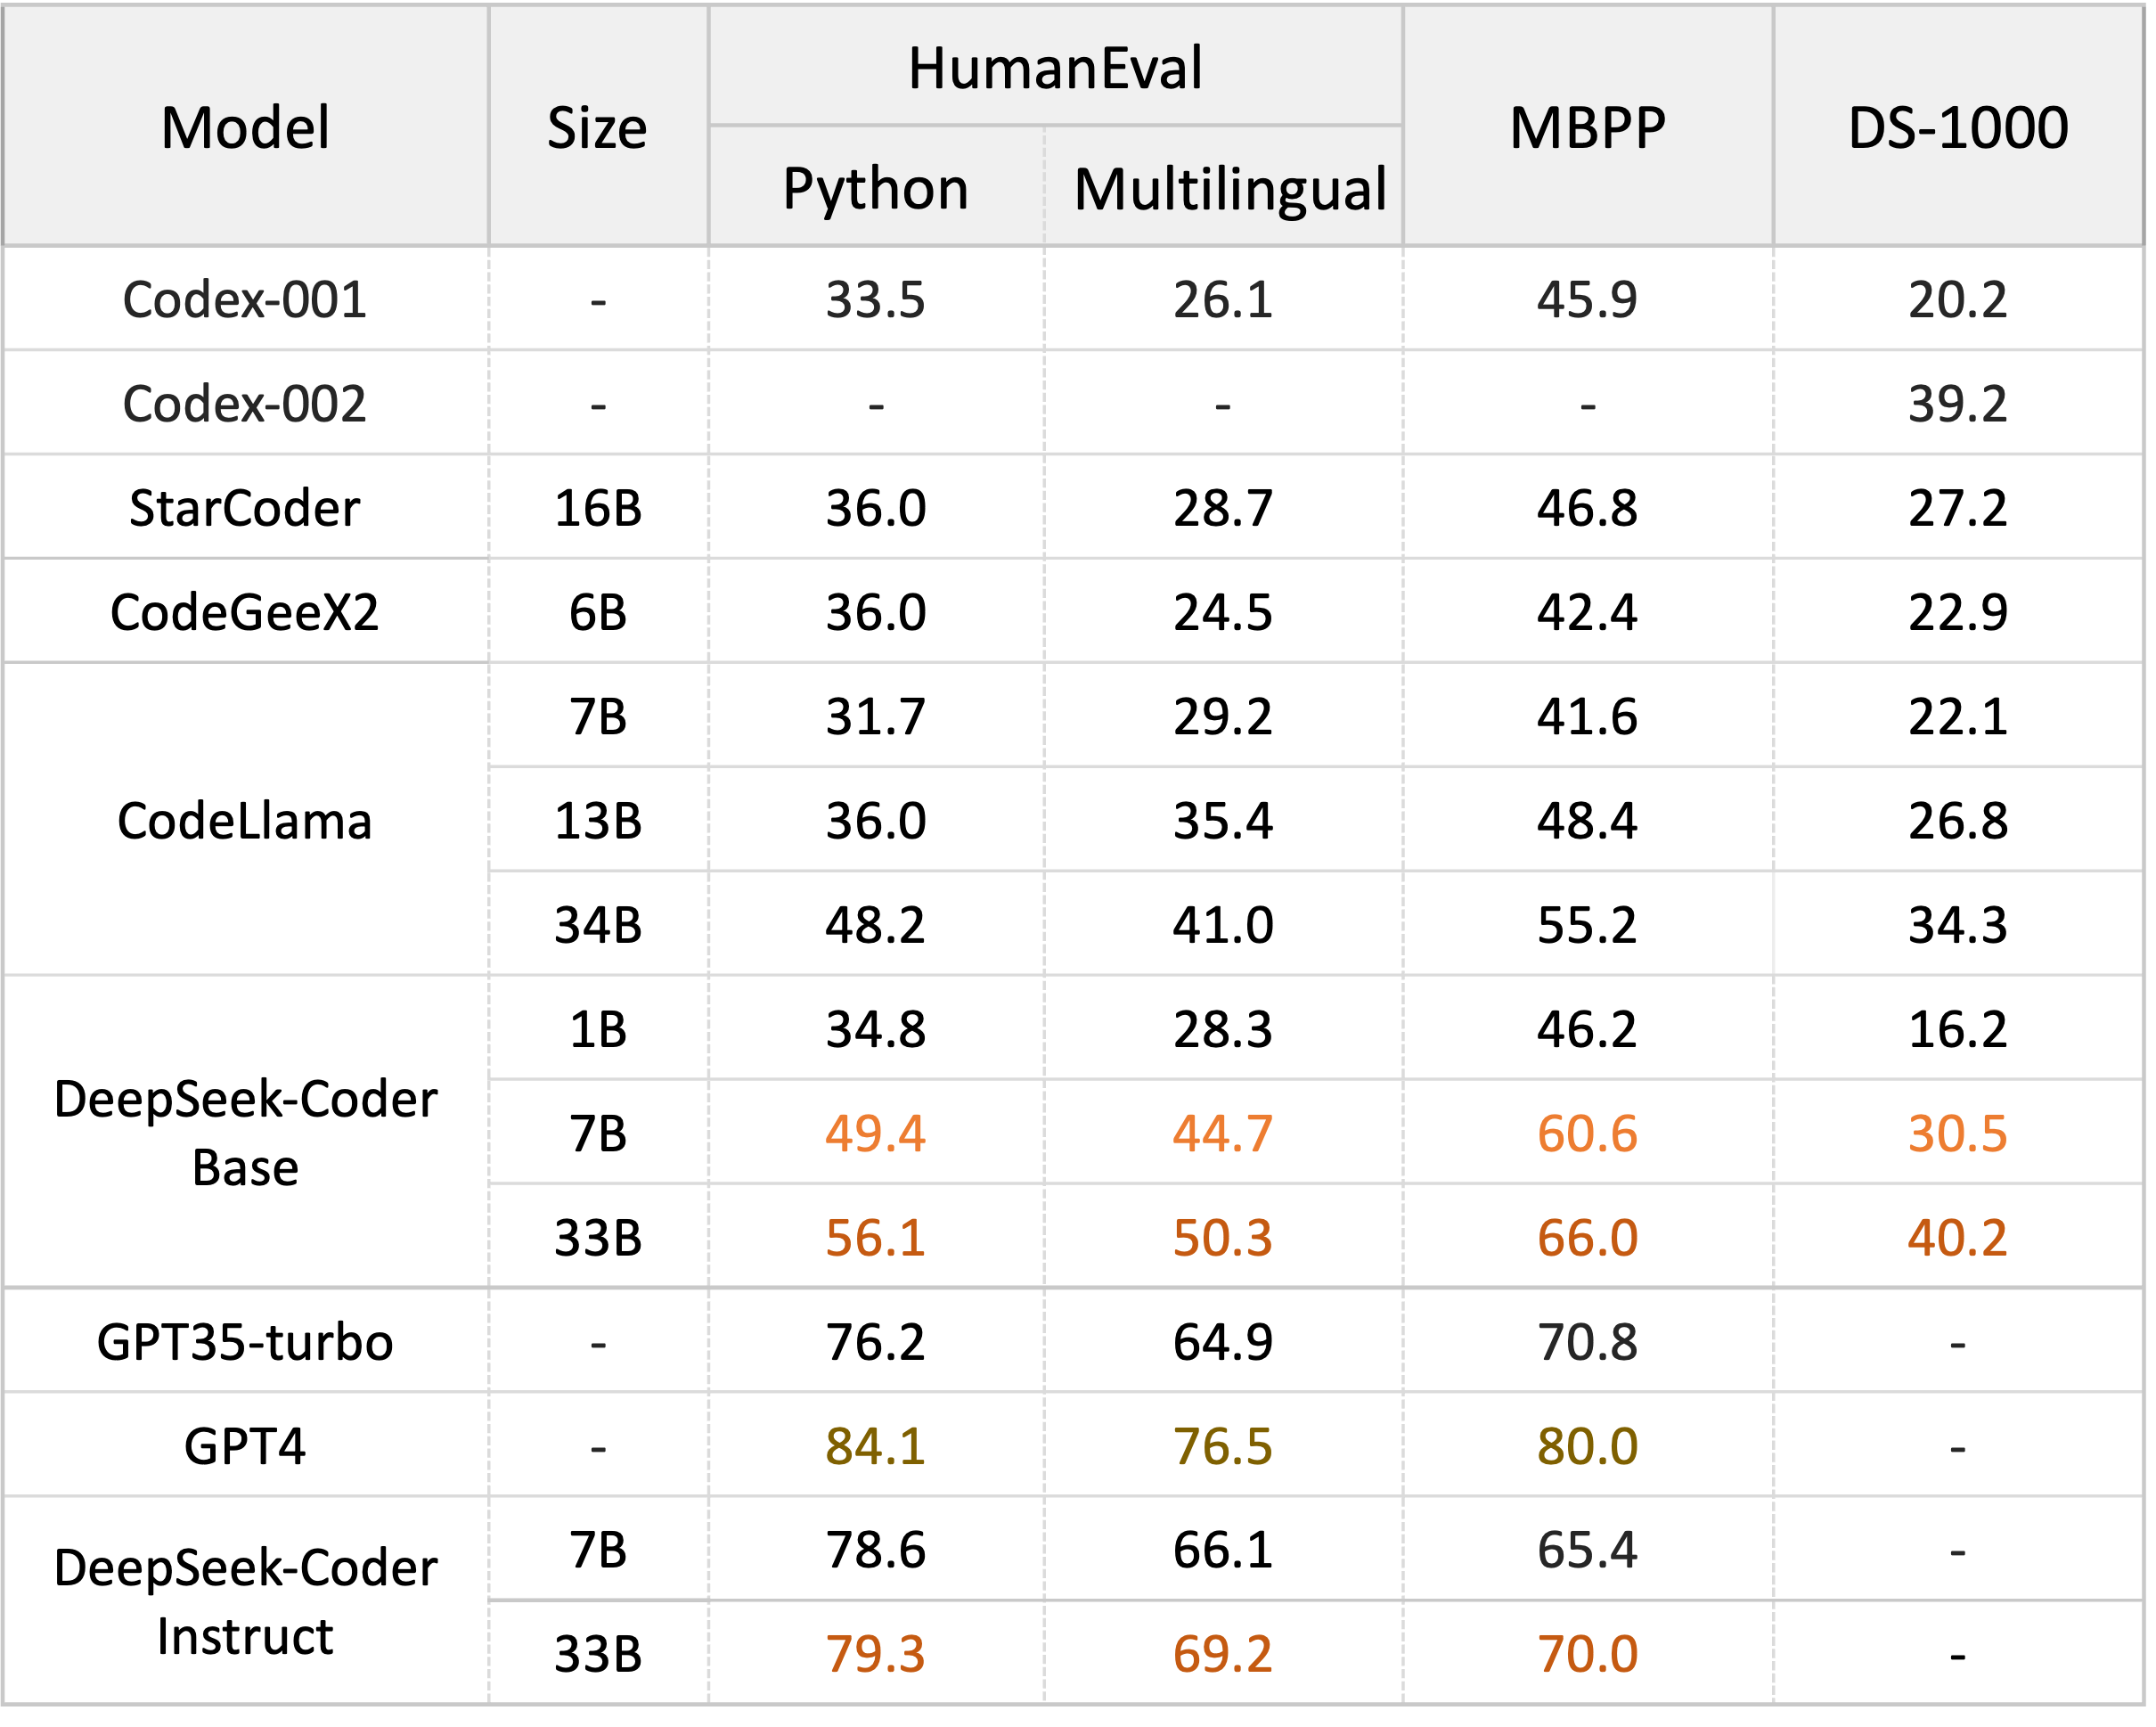 Model Size HumanEval MBPP DS-1000
Python Multilingual
Codex-001 - 33.5 26.1 45.9 20.2
Codex-002 - - - - 39.2
StarCoder 16B 36.0 28.7 46.8 27.2
CodeGeeX2 6B 36.0 24.5 42.4 22.9
CodeLlama
7B 31.7 29.2 41.6 22.1
13B 36.0 35.4 48.4 26.8
34B 48.2 41.0 55.2 34.3
DeepSeek-Coder
Base
1B 34.8 28.3 46.2 16.2
7B 49.4 44.7 60.6 30.5
33B 56.1 50.3 66.0 40.2
GPT35-turbo - 76.2 64.9 70.8 -
GPT4 - 84.1 76.5 80.0 -
DeepSeek-Coder
Instruct
7B 78.6 66.1 65.4 -
33B 79.3 69.2 70.0 -